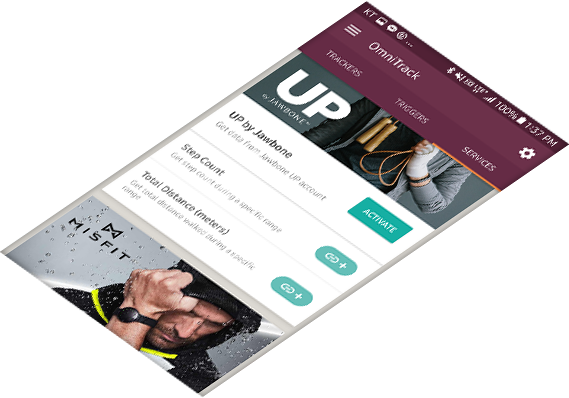 KT 100% 1:37 PM
OmniTrack
TRACKERS TRIGGERS SERVICES
UP
by JAWBONE
UP by Jawbone
Get data from Jawbone UP account
ACTIVATE
Step Count
Get step count during a specific range
Total Distance (meters)
Get total distance walked during a specific
range
MISFIT